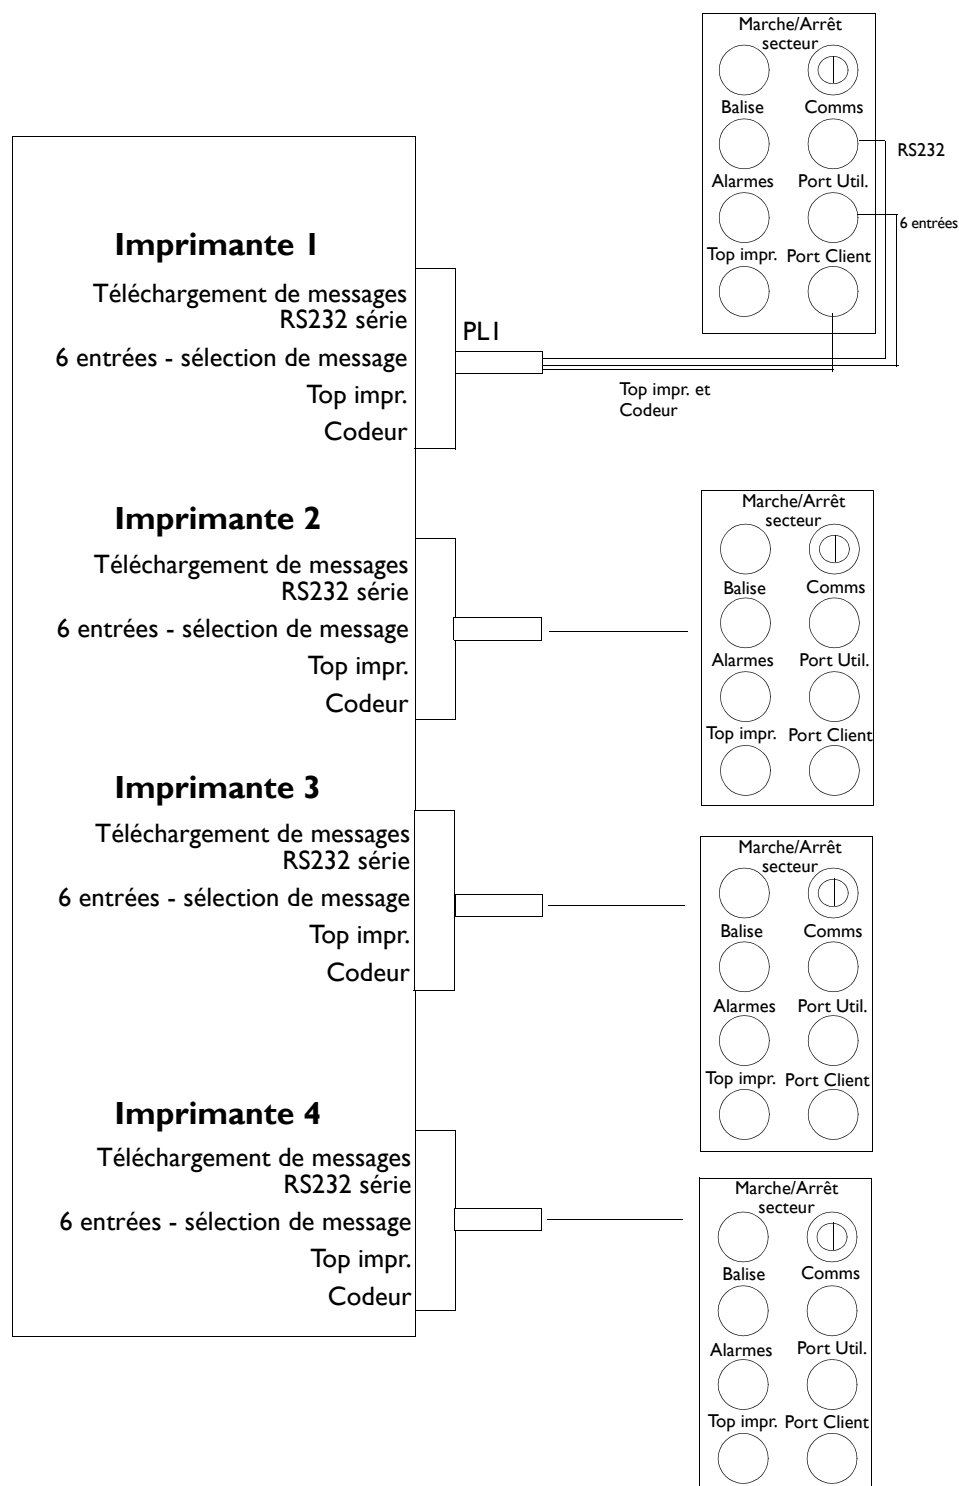 Marche/Arrêt
secteur
Balise
Comms
RS232
Alarmes
Port Util.
6 entrées
Top impr.
Port Client
Imprimante 1
Téléchargement de messages
RS232 série
PL1
6 entrées - sélection de message
Top impr.
Top impr. et
Codeur
Codeur
Imprimante 2
Téléchargement de messages
RS232 série
6 entrées - sélection de message
Top impr.
Codeur
Marche/Arrêt
secteur
Balise
Comms
Alarmes
Port Util.
Top impr.
Port Client
Imprimante 3
Téléchargement de messages
RS232 série
6 entrées - sélection de message
Top impr.
Codeur
Marche/Arrêt
secteur
Balise
Comms
Alarmes
Port Util.
Top impr.
Port Client
Imprimante 4
Téléchargement de messages
RS232 série
6 entrées - sélection de message
Top impr.
Codeur
Marche/Arrêt
secteur
Balise
Comms
Alarmes
Port Util.
Top impr.
Port Client